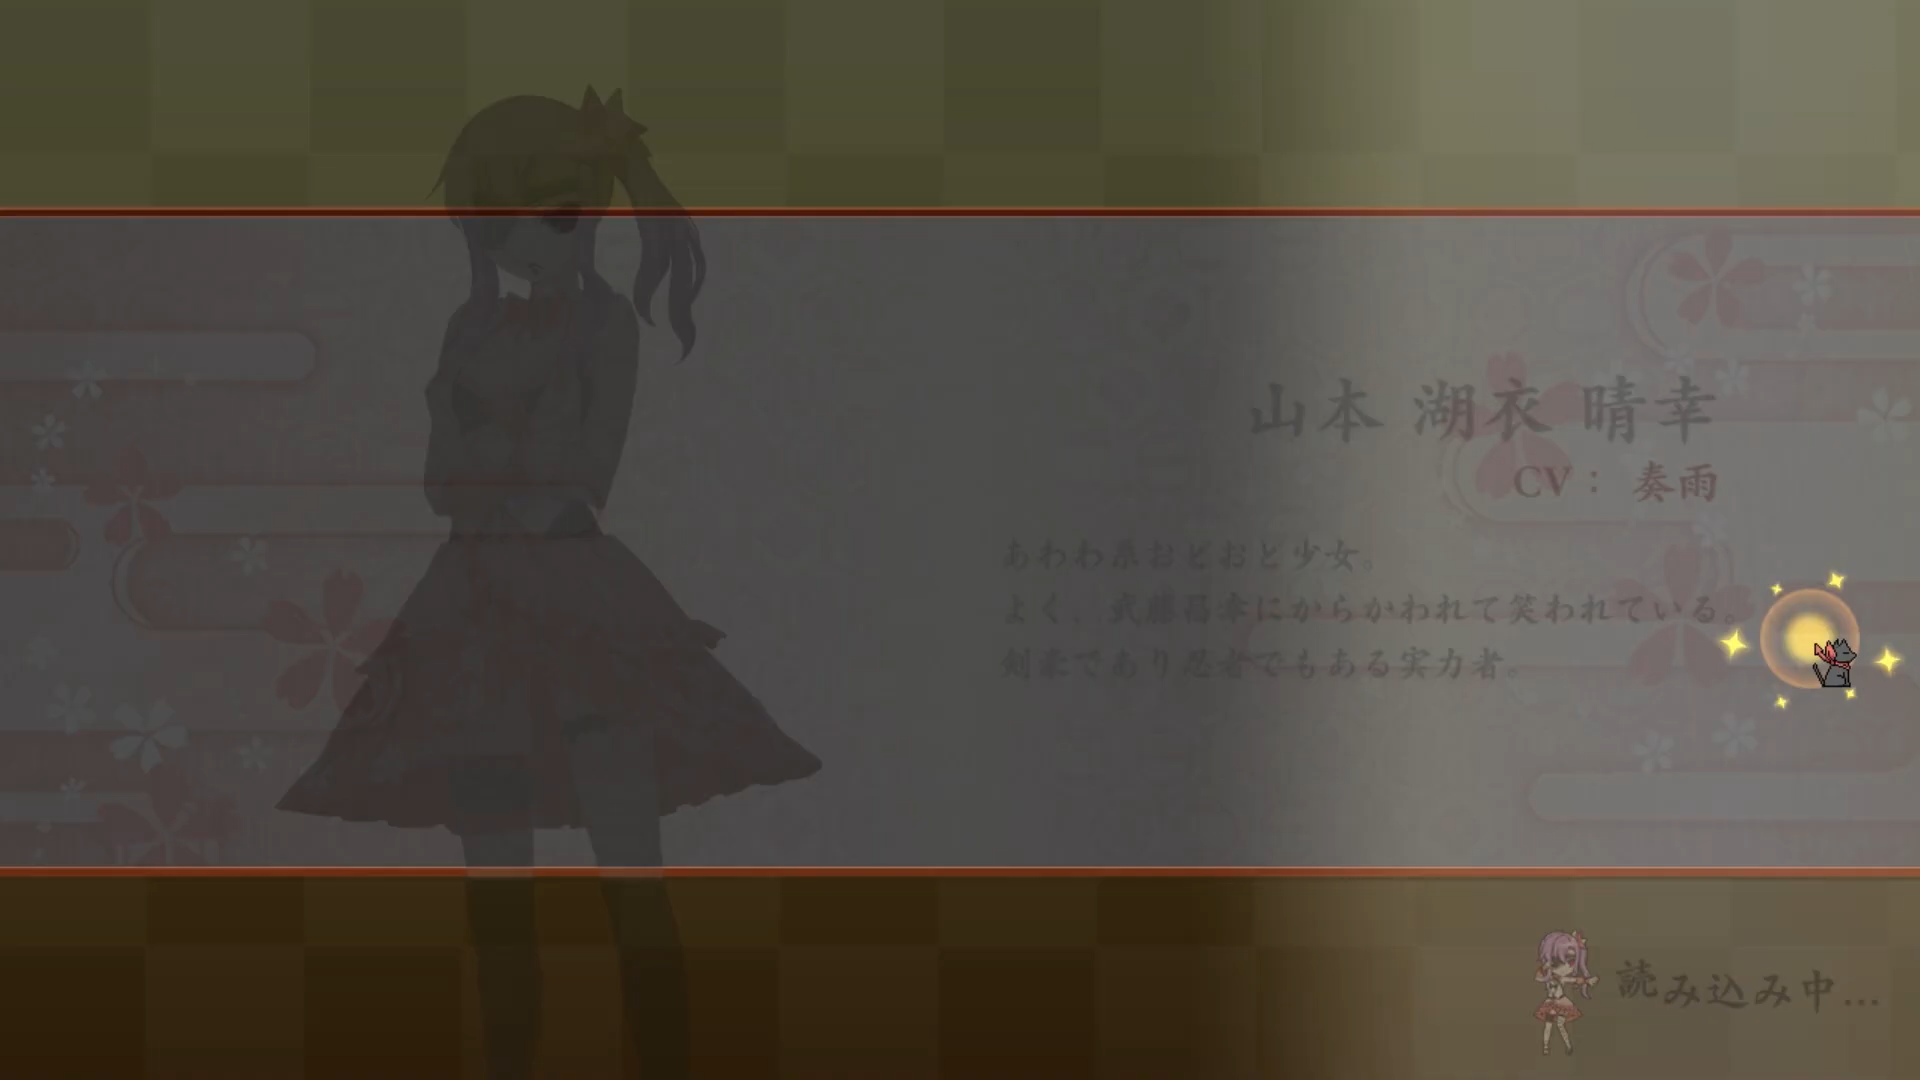 山本 湖衣 晴幸
CV： 奏雨
あわわ系おどおど少女。
よく、武藤昌幸にからかわれて笑われている。
剣豪であり忍者でもある実力者。
読み込み中...